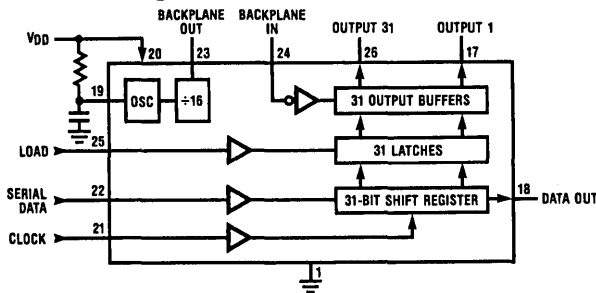 BACKPLANE OUT
BACKPLANE IN
OUTPUT 31
OUTPUT 1
VDD
20
23
24
26
17
19
OSC
÷16
31 OUTPUT BUFFERS
25
LOAD
31 LATCHES
SERIAL DATA
22
31-BIT SHIFT REGISTER
18
DATA OUT
CLOCK
21
1